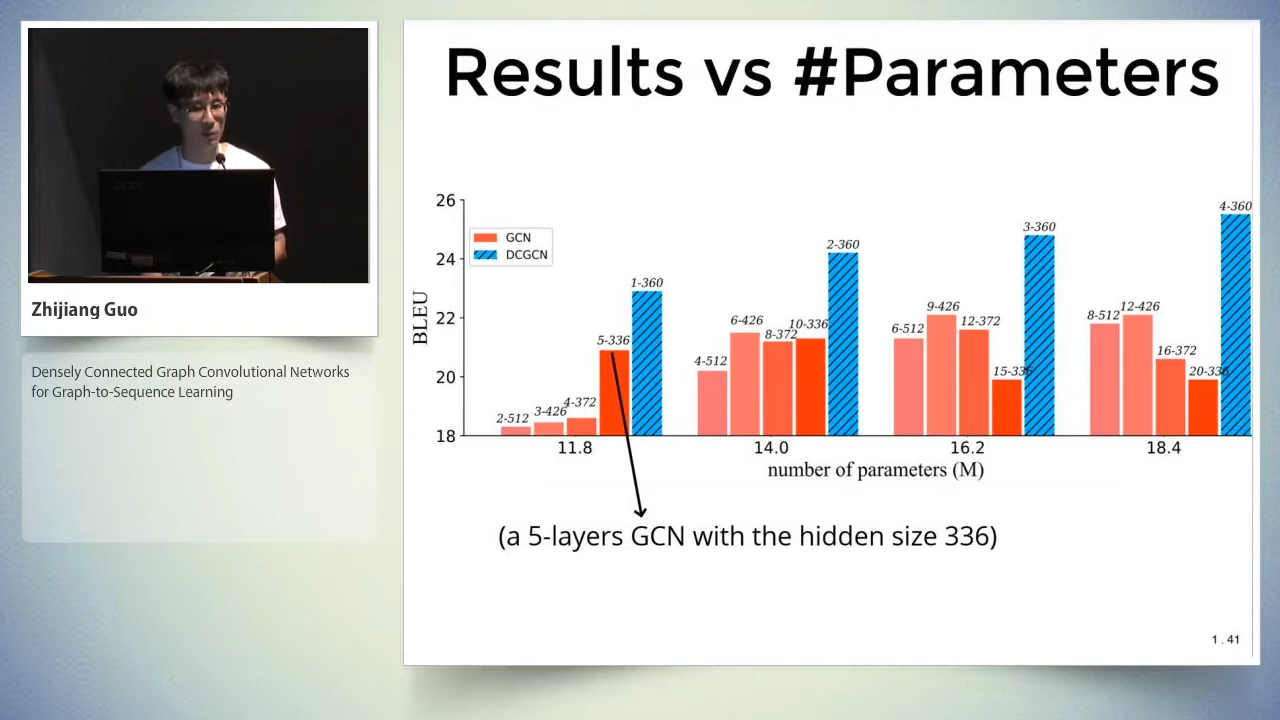 Results vs #Parameters
26
24
22
20
18
BLEU
GCN
DCGCN
2-512
3-426
4-372
5-336
1-360
4-512
6-426
8-372
10-336
2-360
6-512
9-426
12-372
15-336
3-360
8-512
12-426
16-372
20-336
4-360
11.8
14.0
16.2
18.4
number of parameters (M)
(a 5-layers GCN with the hidden size 336)
1 . 41
Zhijiang Guo
Densely Connected Graph Convolutional Networks
for Graph-to-Sequence Learning